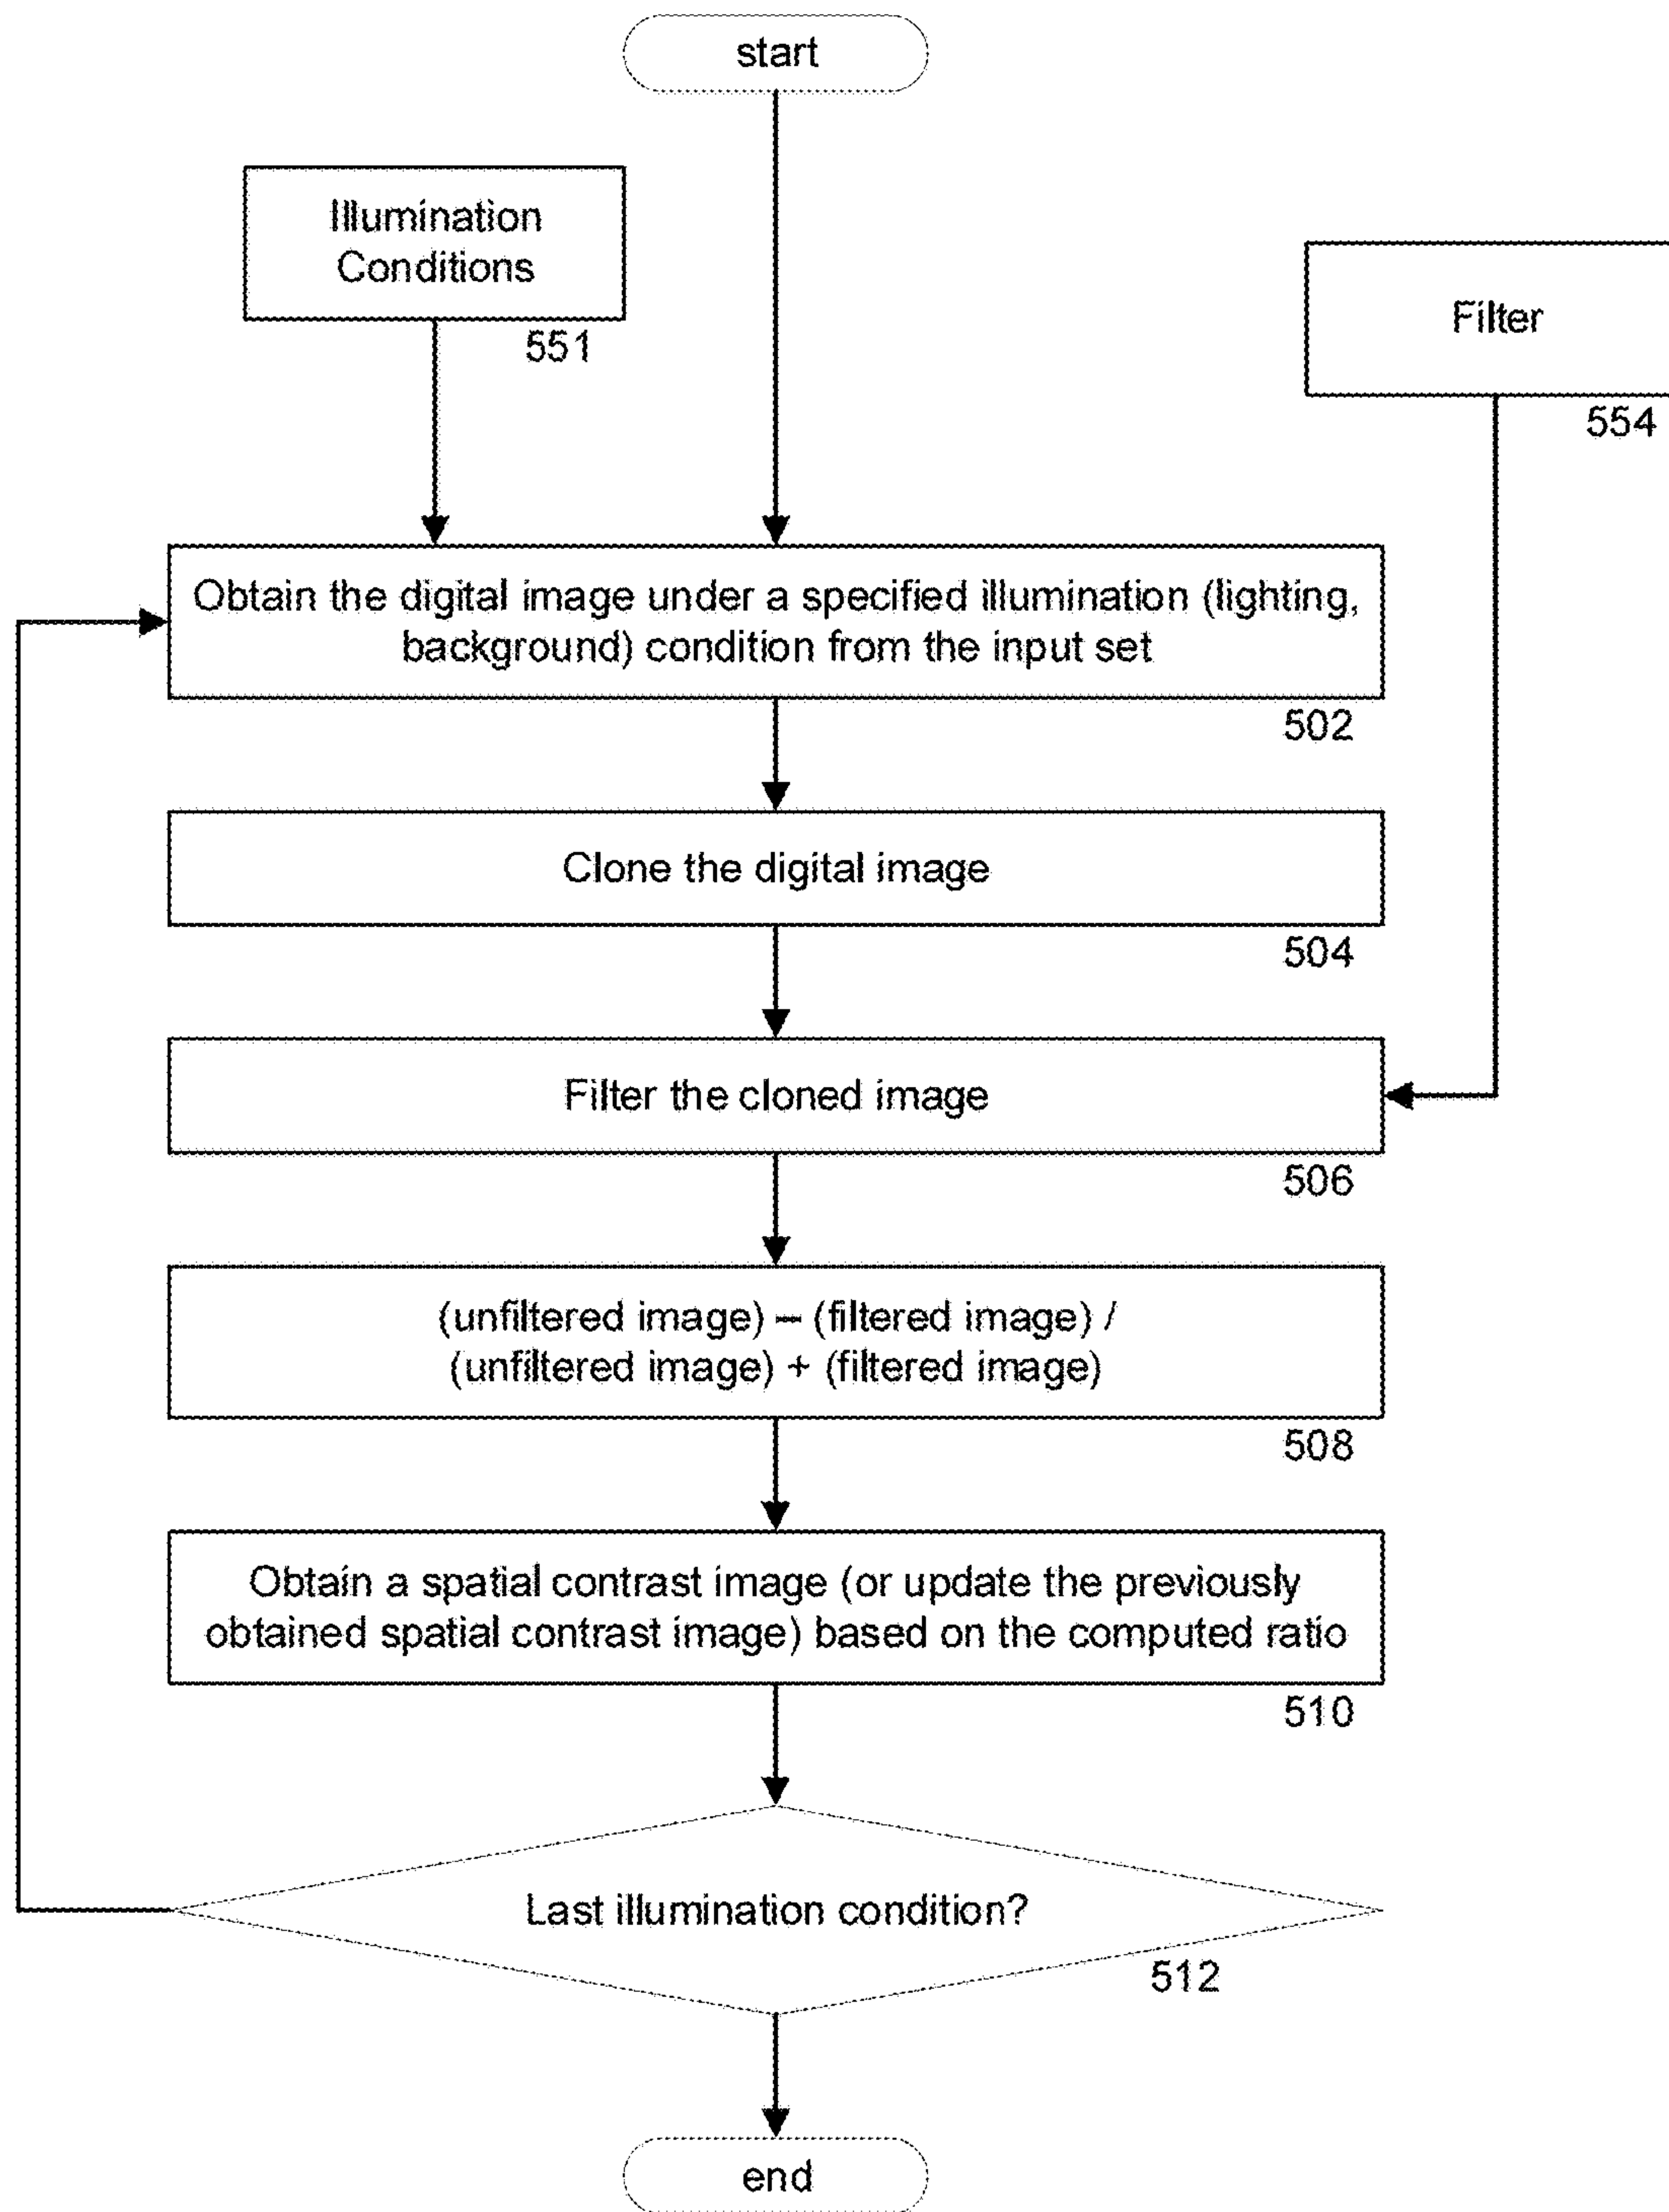 start
Illumination
Conditions
551
Filter
554
Obtain the digital image under a specified illumination (lighting,
background) condition from the input set
502
Clone the digital image
504
Filter the cloned image
506
(unfiltered image) – (filtered image) /
(unfiltered image) + (filtered image)
508
Obtain a spatial contrast image (or update the previously
obtained spatial contrast image) based on the computed ratio
510
Last illumination condition?
512
end